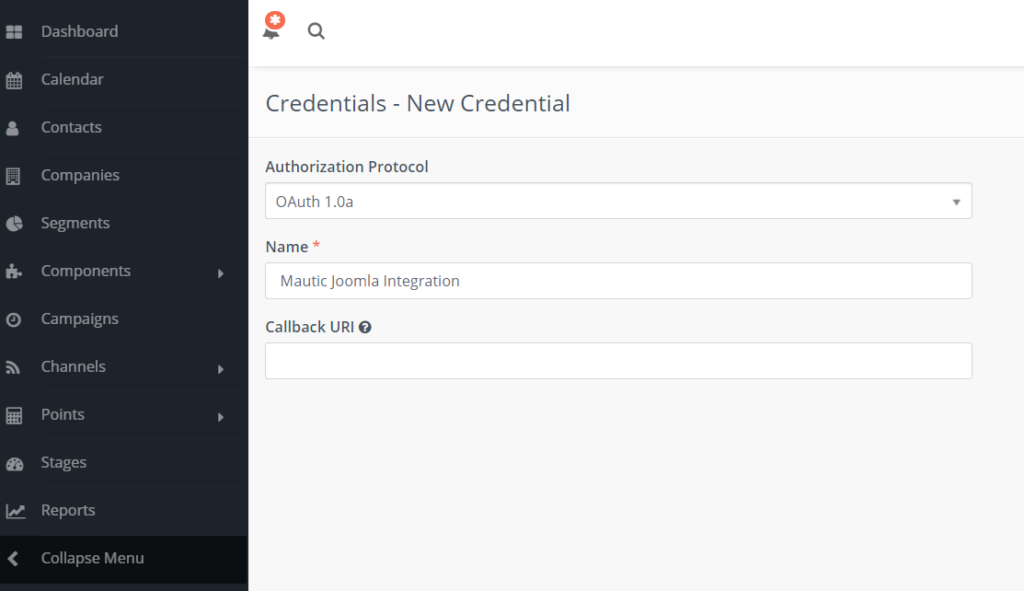 Dashboard
Calendar
Contacts
Companies
Segments
Components
Campaigns
Channels
Points
Stages
Reports
Collapse Menu
Credentials - New Credential
Authorization Protocol
OAuth 1.0a
Name *
Mautic Joomla Integration
Callback URI